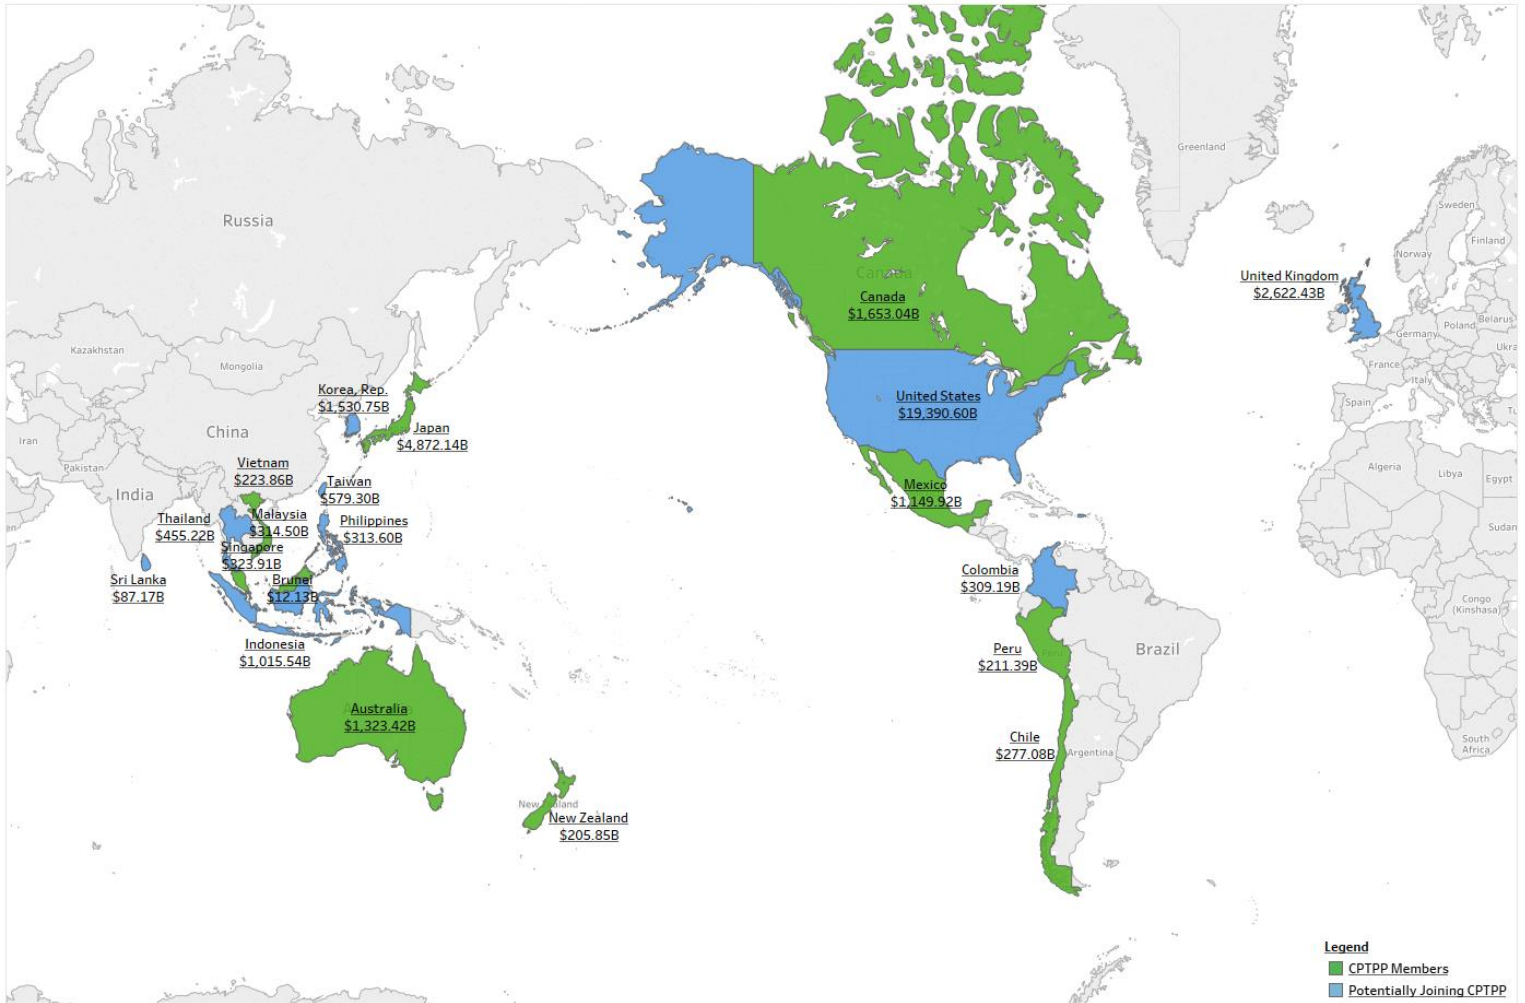 Greenland
Sweden
Finland
Norway
Russia
United Kingdom
$2,622.43B
Canada
Canada
$1,653.04B
Belarus
Poland
Germany
Ukra
Kazakhstan
Mongolia
France
Italy
Korea, Rep.
$1,530.75B
United States
$19,390.60B
Spain
Japan
$4,872.14B
China
Iran
Vietnam
$223.86B
Pakistan
Algeria
Libya
Egypt
Taiwan
$579.30B
Mexico
$1,149.92B
India
Thailand
$455.22B
Malaysia
$314.50B
Philippines
$313.60B
Sudan
Singapore
$323.91B
Sri Lanka
$87.17B
Brunei
$12.13B
Colombia
$309.19B
Congo
(Kinshasa)
Indonesia
$1,015.54B
Peru
$211.39B
Peru
Brazil
Australia
$1,323.42B
Chile
$277.08B
Argentina
South
Africa
New Zealand
New Zealand
$205.85B
Legend
CPTPP Members
Potentially Joining CPTPP